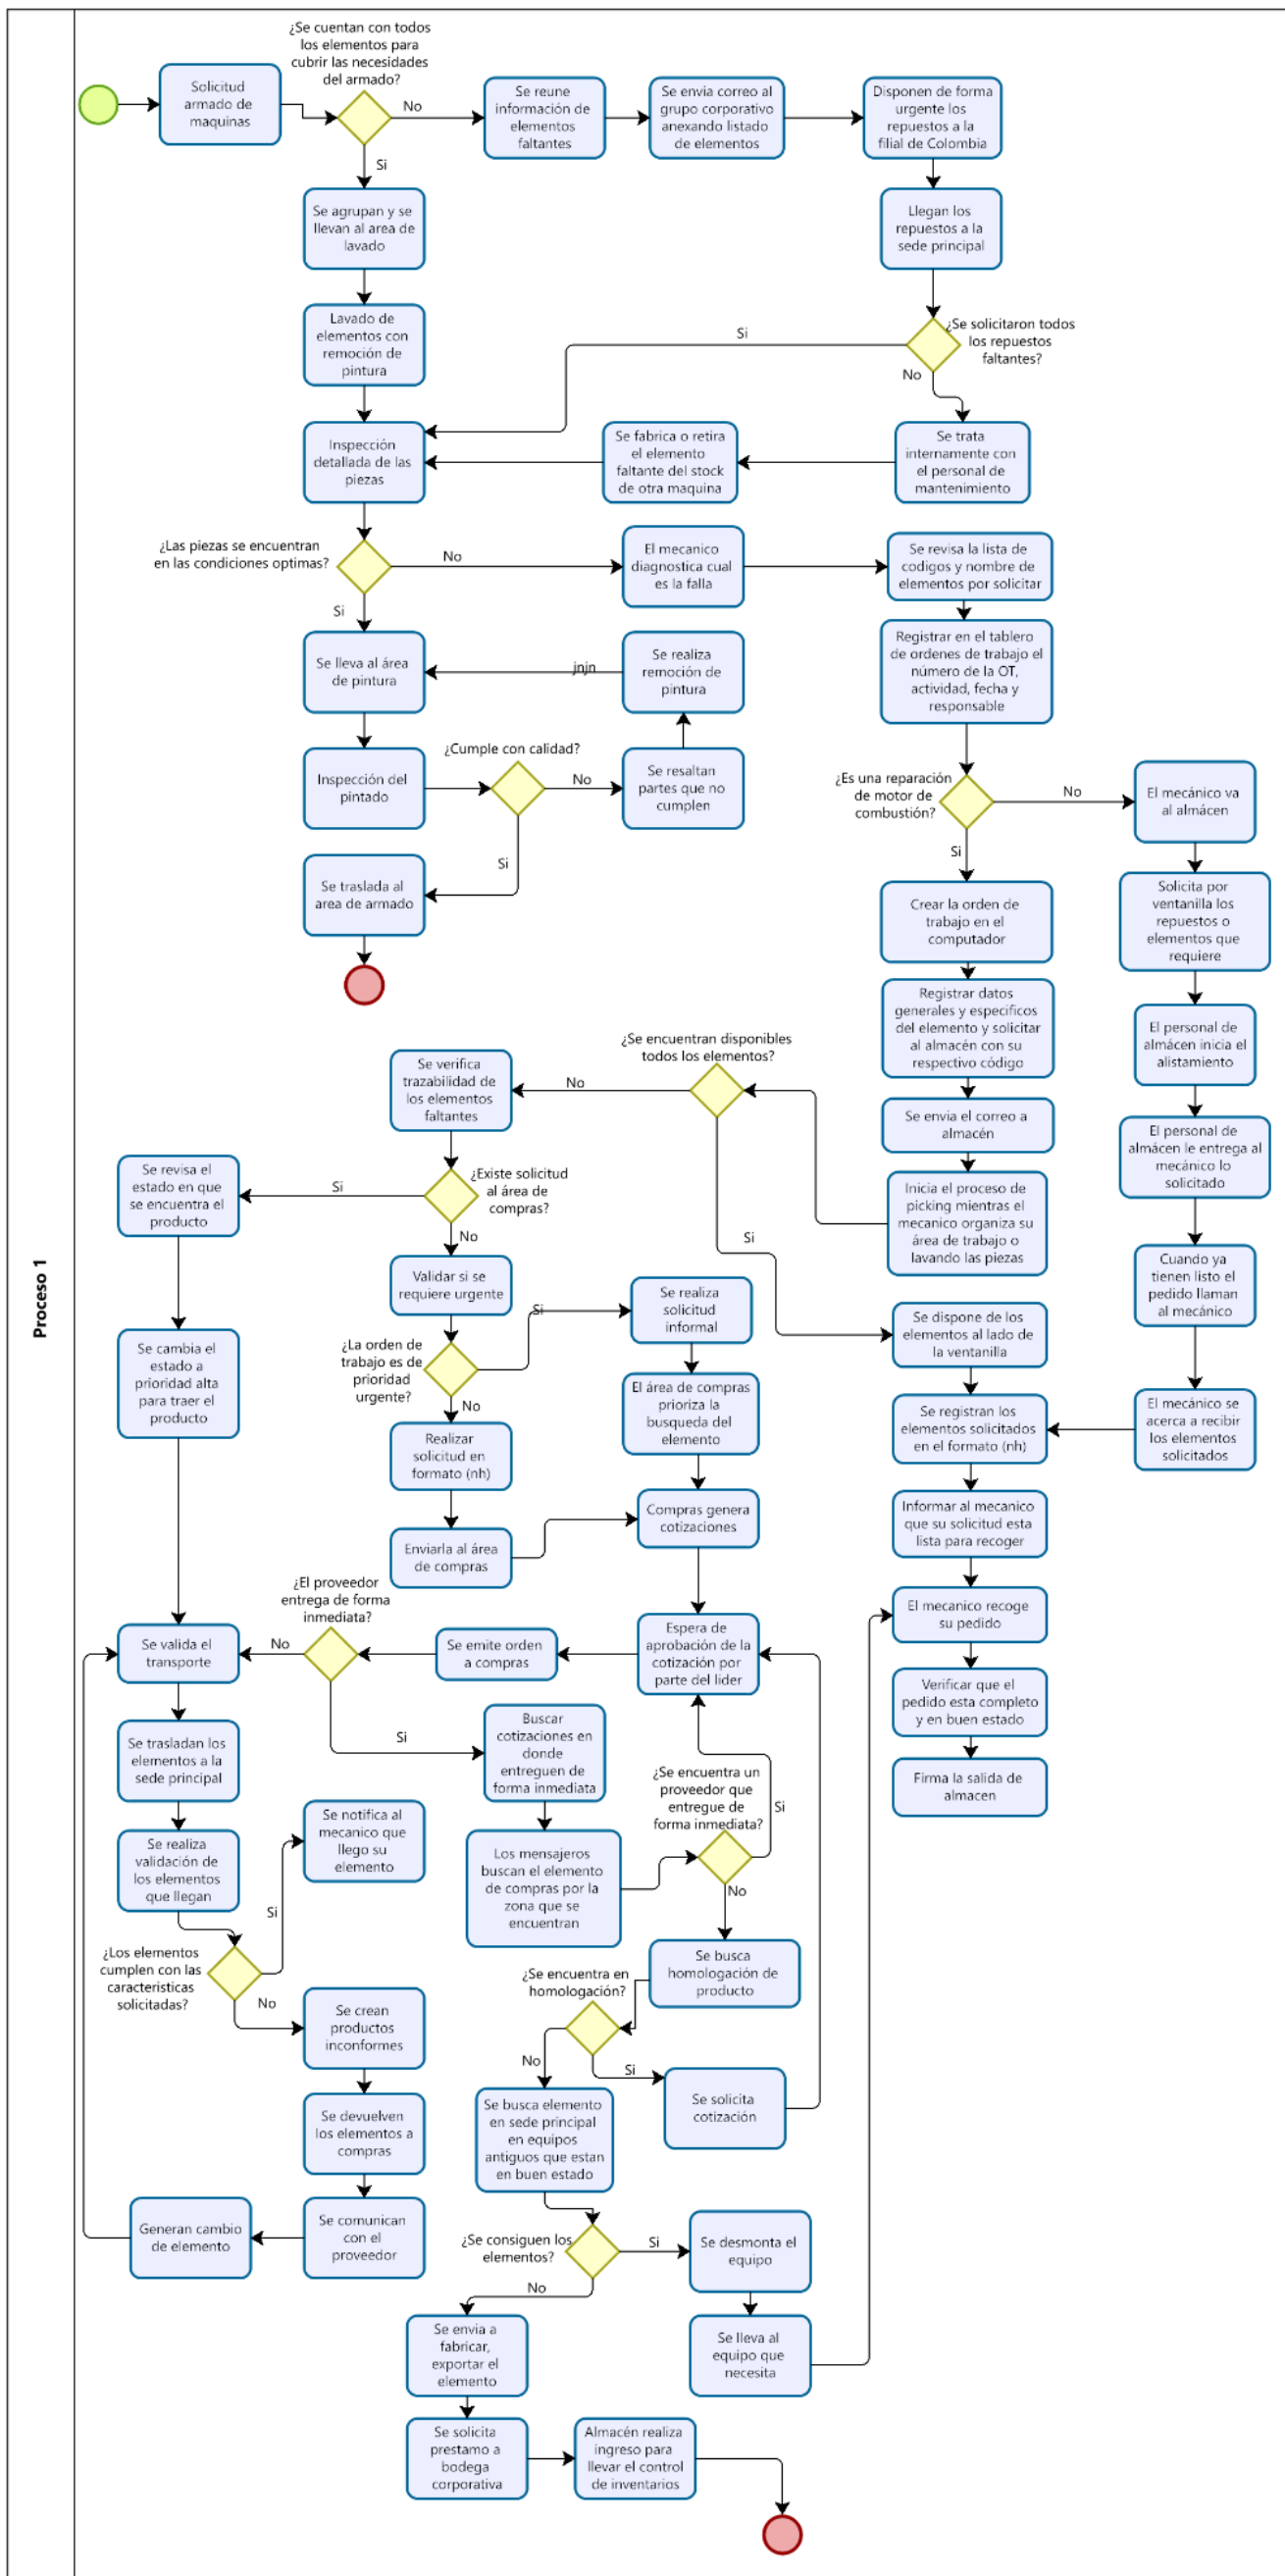 ¿Se cuentan con todos
los elementos para
cubrir las necesidades
del armado?
Solicitud
armado de
maquinas
No
Se reune
información de
elementos
faltantes
Se envia correo al
grupo corporativo
anexando listado
de elementos
Disponen de forma
urgente los
repuestos a la
filial de Colombia
Si
Se agrupan y se
llevan al area de
lavado
Llegan los
repuestos a la
sede principal
Lavado de
elementos con
remoción de
pintura
Si
¿Se solicitaron todos
los repuestos
faltantes?
No
Inspección
detallada de las
piezas
Se fabrica o retira
el elemento
faltante del stock
de otra maquina
Se trata
internamente con
el personal de
mantenimiento
¿Las piezas se encuentran
en las condiciones optimas?
No
El mecanico
diagnostica cual
es la falla
Se revisa la lista de
codigos y nombre de
elementos por solicitar
Si
Se lleva al área
de pintura
jnjn
Se realiza
remoción de
pintura
Registrar en el tablero
de ordenes de trabajo el
número de la OT,
actividad, fecha y
responsable
Inspección del
pintado
¿Cumple con calidad?
No
Se resaltan
partes que no
cumplen
¿Es una reparación
de motor de
combustión?
No
El mecánico va
al almácen
Si
Si
Se traslada al
area de armado
Crear la orden de
trabajo en el
computador
Solicita por
ventanilla los
repuestos o
elementos que
requiere
Registrar datos
generales y especificos
del elemento y solicitar
al almacén con su
respectivo código
El personal de
almácen inicia el
alistamiento
¿Se encuentran disponibles
todos los elementos?
No
Se verifica
trazabilidad de
los elementos
faltantes
Se envia el correo a
almacén
El personal de
almácen le entrega al
mecánico lo
solicitado
Se revisa el
estado en que
se encuentra el
producto
Si
¿Existe solicitud
al área de
compras?
No
Inicia el proceso de
picking mientras el
mecanico organiza su
área de trabajo o
lavando las piezas
Si
Validar si se
requiere urgente
Cuando ya
tienen listo el
pedido llaman
al mecánico
Proceso 1
Si
Se realiza
solicitud
informal
Se dispone de los
elementos al lado de
la ventanilla
Se cambia el
estado a
prioridad alta
para traer el
producto
¿La orden de
trabajo es de
prioridad
urgente?
No
El área de compras
prioriza la
busqueda del
elemento
Se registran los
elementos solicitados
en el formato (nh)
El mecánico se
acerca a recibir
los elementos
solicitados
Realizar
solicitud en
formato (nh)
Compras genera
cotizaciones
Informar al mecanico
que su solicitud esta
lista para recoger
Enviarla al área
de compras
¿El proveedor
entrega de forma
inmediata?
El mecanico recoge
su pedido
Se valida el
transporte
No
Se emite orden
a compras
Espera de
aprobación de la
cotización por
parte del lider
Verificar que el
pedido esta completo
y en buen estado
Se trasladan los
elementos a la
sede principal
Si
Buscar
cotizaciones en
donde
entreguen de
forma inmediata
¿Se encuentra un
proveedor que
entregue de
forma inmediata?
Si
Firma la salida de
almacen
Se notifica al
mecanico que
llego su
elemento
Se realiza
validación de
los elementos
que llegan
Los mensajeros
buscan el elemento
de compras por la
zona que se
encuentran
No
Si
¿Los elementos
cumplen con las
caracteristicas
solicitadas?
No
Se busca
homologación de
producto
¿Se encuentra en
homologación?
Se crean
productos
inconformes
No
Si
Se solicita
cotización
Se busca elemento
en sede principal
en equipos
antiguos que estan
en buen estado
Se devuelven
los elementos a
compras
Generan cambio
de elemento
Se comunican
con el
proveedor
¿Se consiguen los
elementos?
Si
Se desmonta el
equipo
No
Se envia a
fabricar,
exportar el
elemento
Se lleva al
equipo que
necesita
Se solicita
prestamo a
bodega
corporativa
Almacén realiza
ingreso para
llevar el control
de inventarios